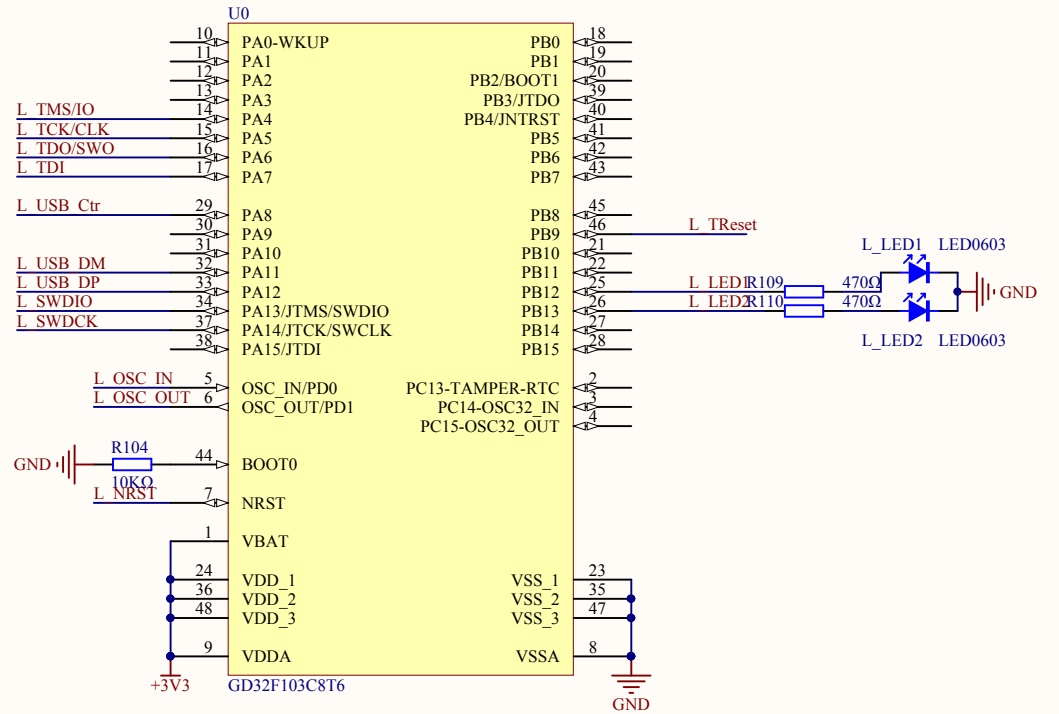 U0
10 PA0-WKUP PB0 18
11 PA1 PB1 19
12 PA2 PB2/BOOT1 20
13 PA3 PB3/JTDO 39
L_TMS/IO 14 PA4 PB4/JNTRST 40
L_TCK/CLK 15 PA5 PB5 41
L_TDO/SWO 16 PA6 PB6 42
L_TDI 17 PA7 PB7 43
L_USB_Ctr 29 PA8 PB8 45
30 PA9 PB9 46 L_TReset
31 PA10 PB10 21
L_LED1 LED0603
L_USB_DM 32 PA11 PB11 22
L_USB_DP 33 PA12 PB12 25 L_LED1 R109 470Ω
GND
L_SWDIO 34 PA13/JTMS/SWDIO PB13 26 L_LED2 R110 470Ω
L_SWDCK 37 PA14/JTCK/SWCLK PB14 27
L_LED2 LED0603
38 PA15/JTDI PB15 28
L_OSC_IN 5 OSC_IN/PD0 PC13-TAMPER-RTC 2
L_OSC_OUT 6 OSC_OUT/PD1 PC14-OSC32_IN 3
PC15-OSC32_OUT 4
R104
GND 44 BOOT0
10KΩ
L_NRST 7 NRST
1 VBAT
24 VDD_1 VSS_1 23
36 VDD_2 VSS_2 35
48 VDD_3 VSS_3 47
9 VDDA VSSA 8
+3V3 GD32F103C8T6
GND